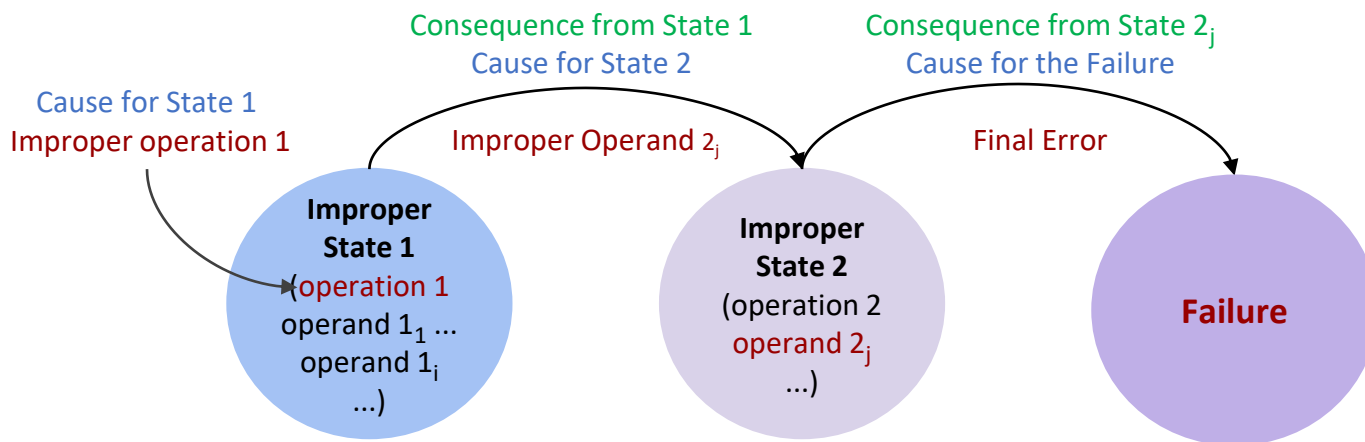 Consequence from State 1
Cause for State 2
Consequence from State 2j
Cause for the Failure
Cause for State 1
Improper operation 1
Improper Operand 2j
Final Error
Improper
State 1
(operation 1
operand 11 ...
operand 1i
...)
Improper
State 2
(operation 2
operand 2j
...)
Failure